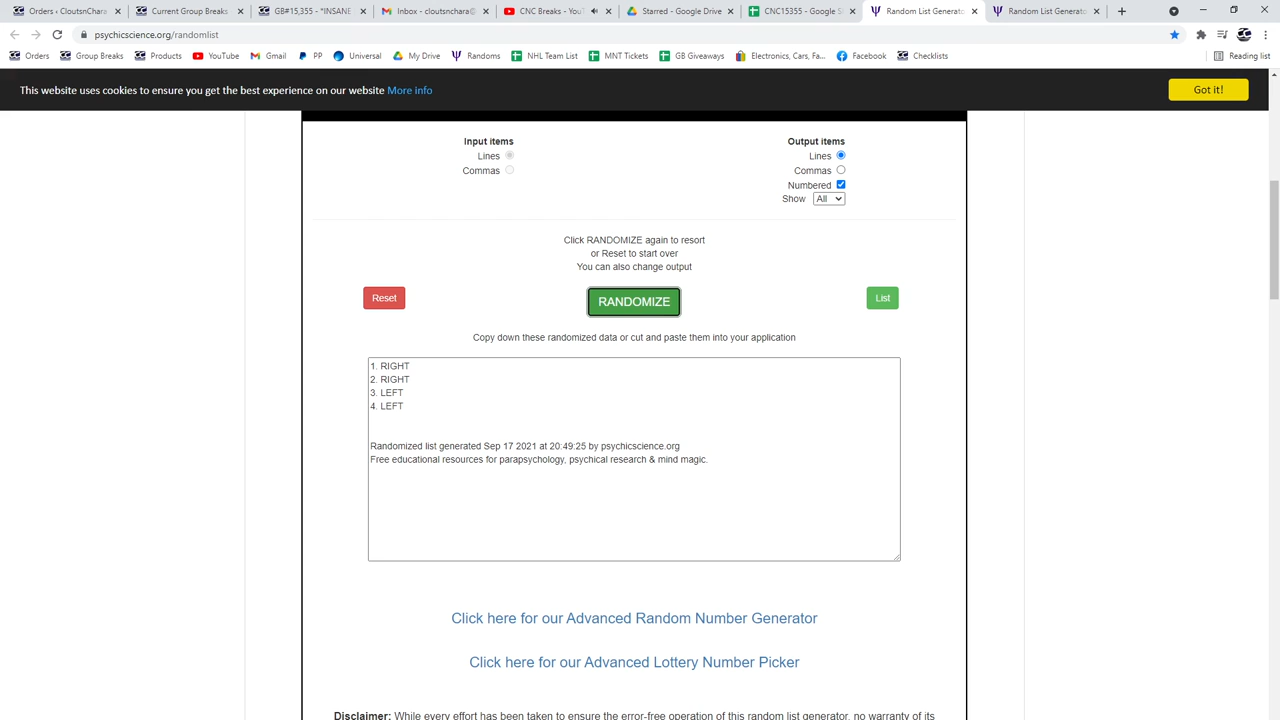 Orders ‹ CloutsnChara
Current Group Breaks
GB#15,355 - *INSANE
Inbox - cloutsnchara@
CNC Breaks - YouT
Starred - Google Drive
CNC15355 - Google S
Random List Generato
Random List Generato
psychicscience.org/randomlist
Orders
Group Breaks
Products
YouTube
Gmail
PP
Universal
My Drive
Randoms
NHL Team List
MNT Tickets
GB Giveaways
Electronics, Cars, Fa...
Facebook
Checklists
Reading list
This website uses cookies to ensure you get the best experience on our website More info
Got it!
Input items
Lines
Commas
Output items
Lines
Commas
Numbered
Show All
Click RANDOMIZE again to resort
or Reset to start over
You can also change output
Reset
RANDOMIZE
List
Copy down these randomized data or cut and paste them into your application
1. RIGHT
2. RIGHT
3. LEFT
4. LEFT
Randomized list generated Sep 17 2021 at 20:49:25 by psychicscience.org
Free educational resources for parapsychology, psychical research & mind magic.
Click here for our Advanced Random Number Generator
Click here for our Advanced Lottery Number Picker
Disclaimer: While every effort has been taken to ensure the error-free operation of this random list generator, no warranty of its